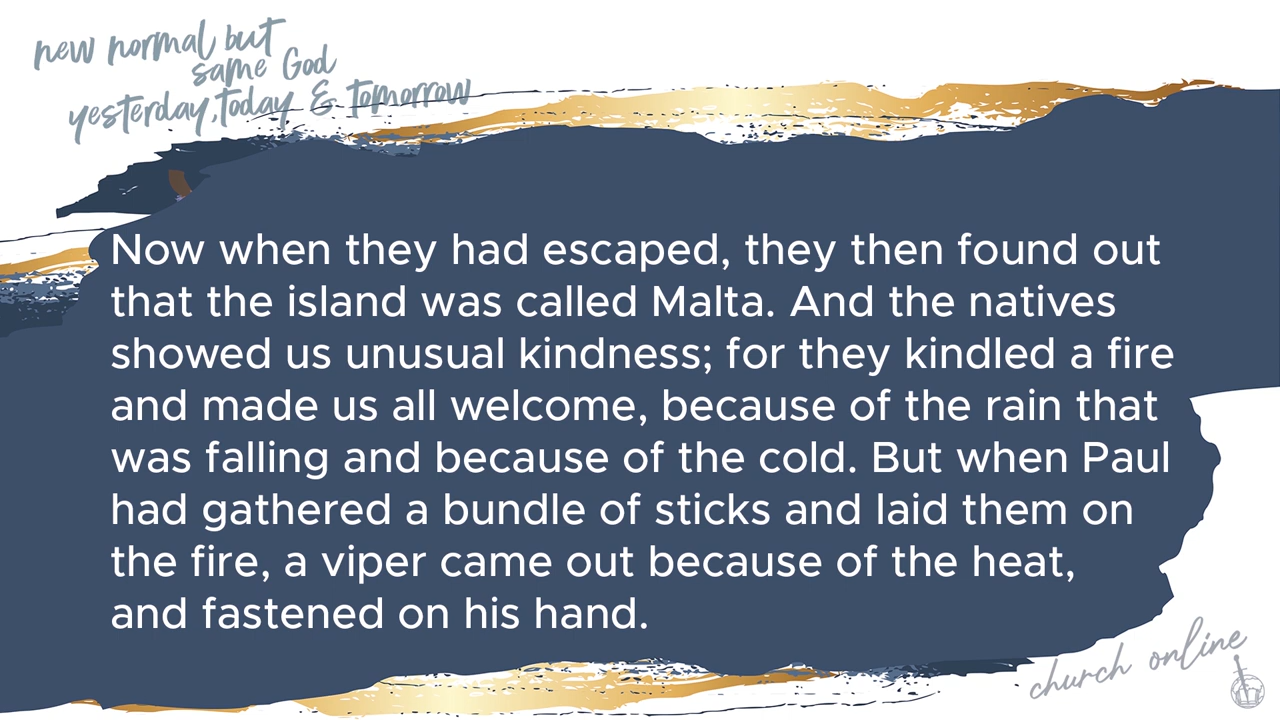 new normal but
same God
yesterday, today & tomorrow
Now when they had escaped, they then found out
that the island was called Malta. And the natives
showed us unusual kindness; for they kindled a fire
and made us all welcome, because of the rain that
was falling and because of the cold. But when Paul
had gathered a bundle of sticks and laid them on
the fire, a viper came out because of the heat,
and fastened on his hand.
church online